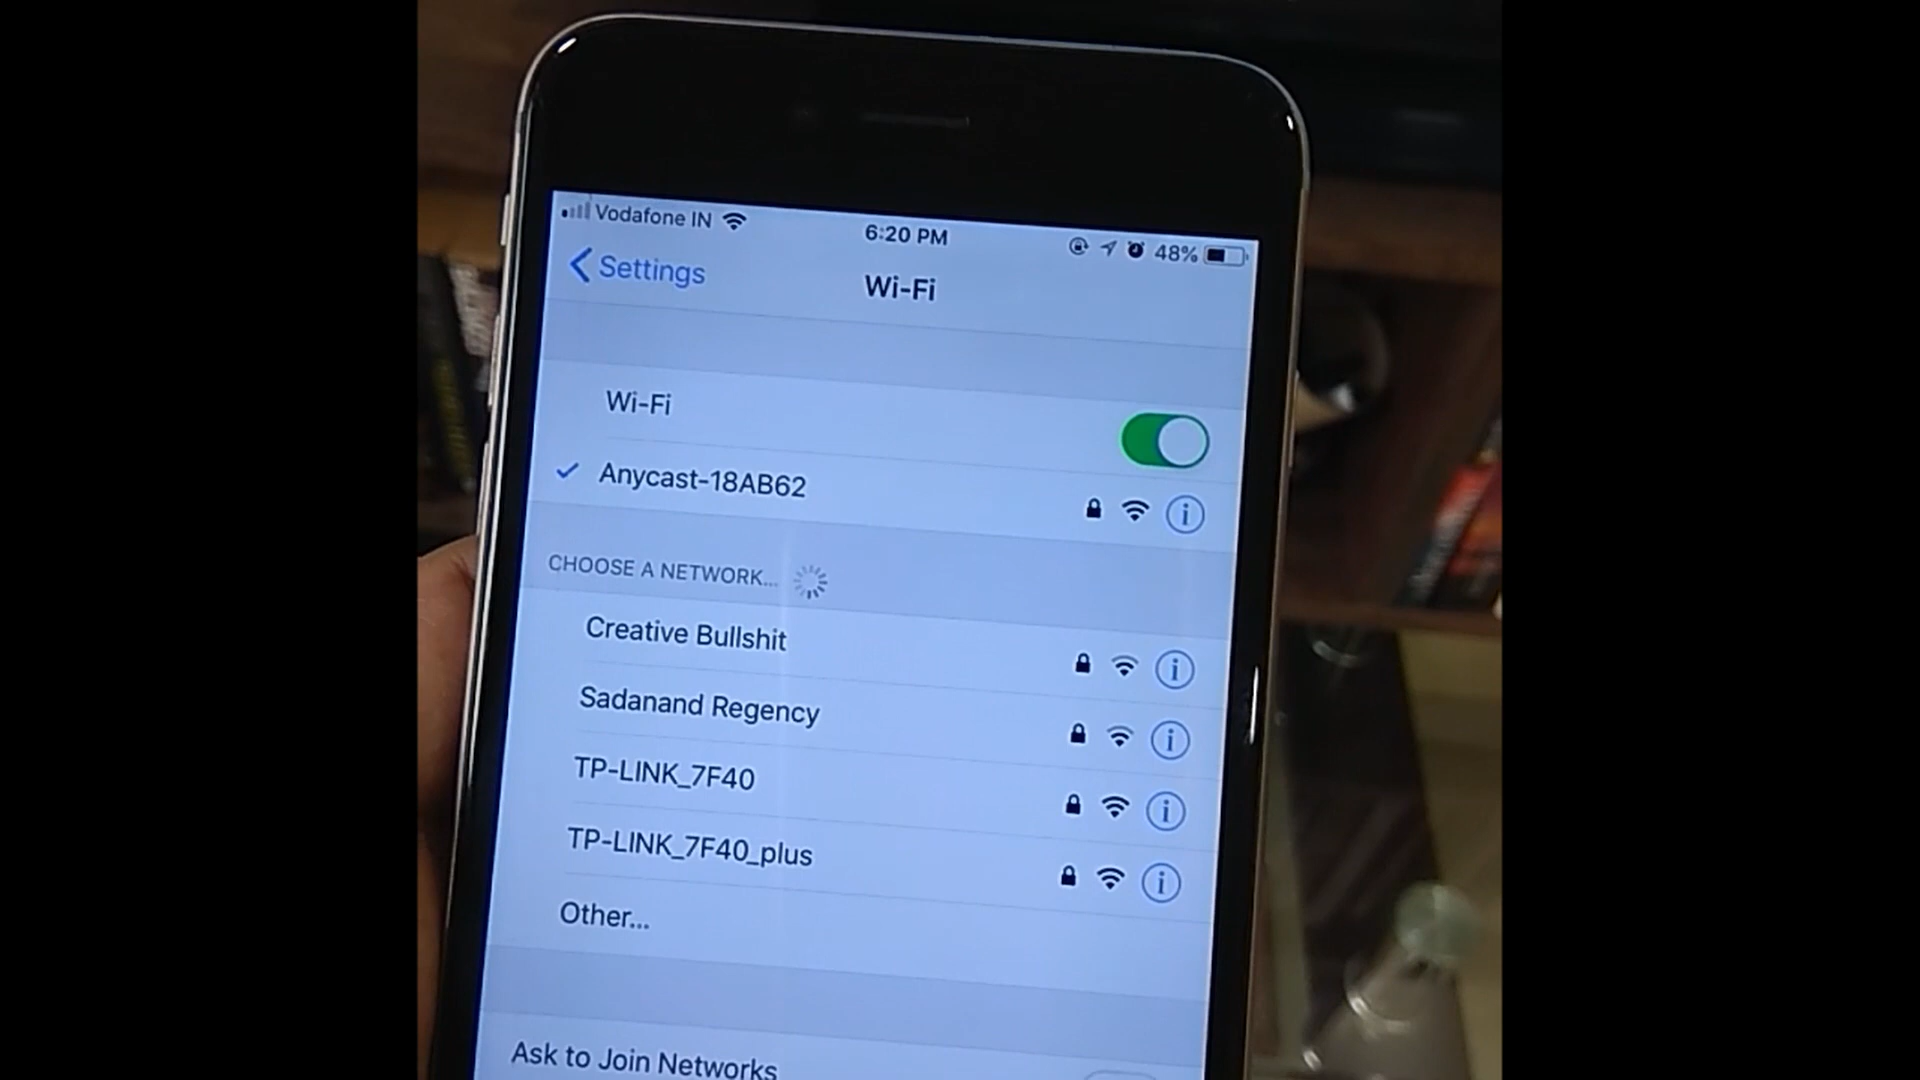 Vodafone IN
6:20 PM
48%
Settings
Wi-Fi
Wi-Fi
Anycast-18AB62
CHOOSE A NETWORK...
Creative Bullshit
Sadanand Regency
TP-LINK_7F40
TP-LINK_7F40_plus
Other...
Ask to Join Networks